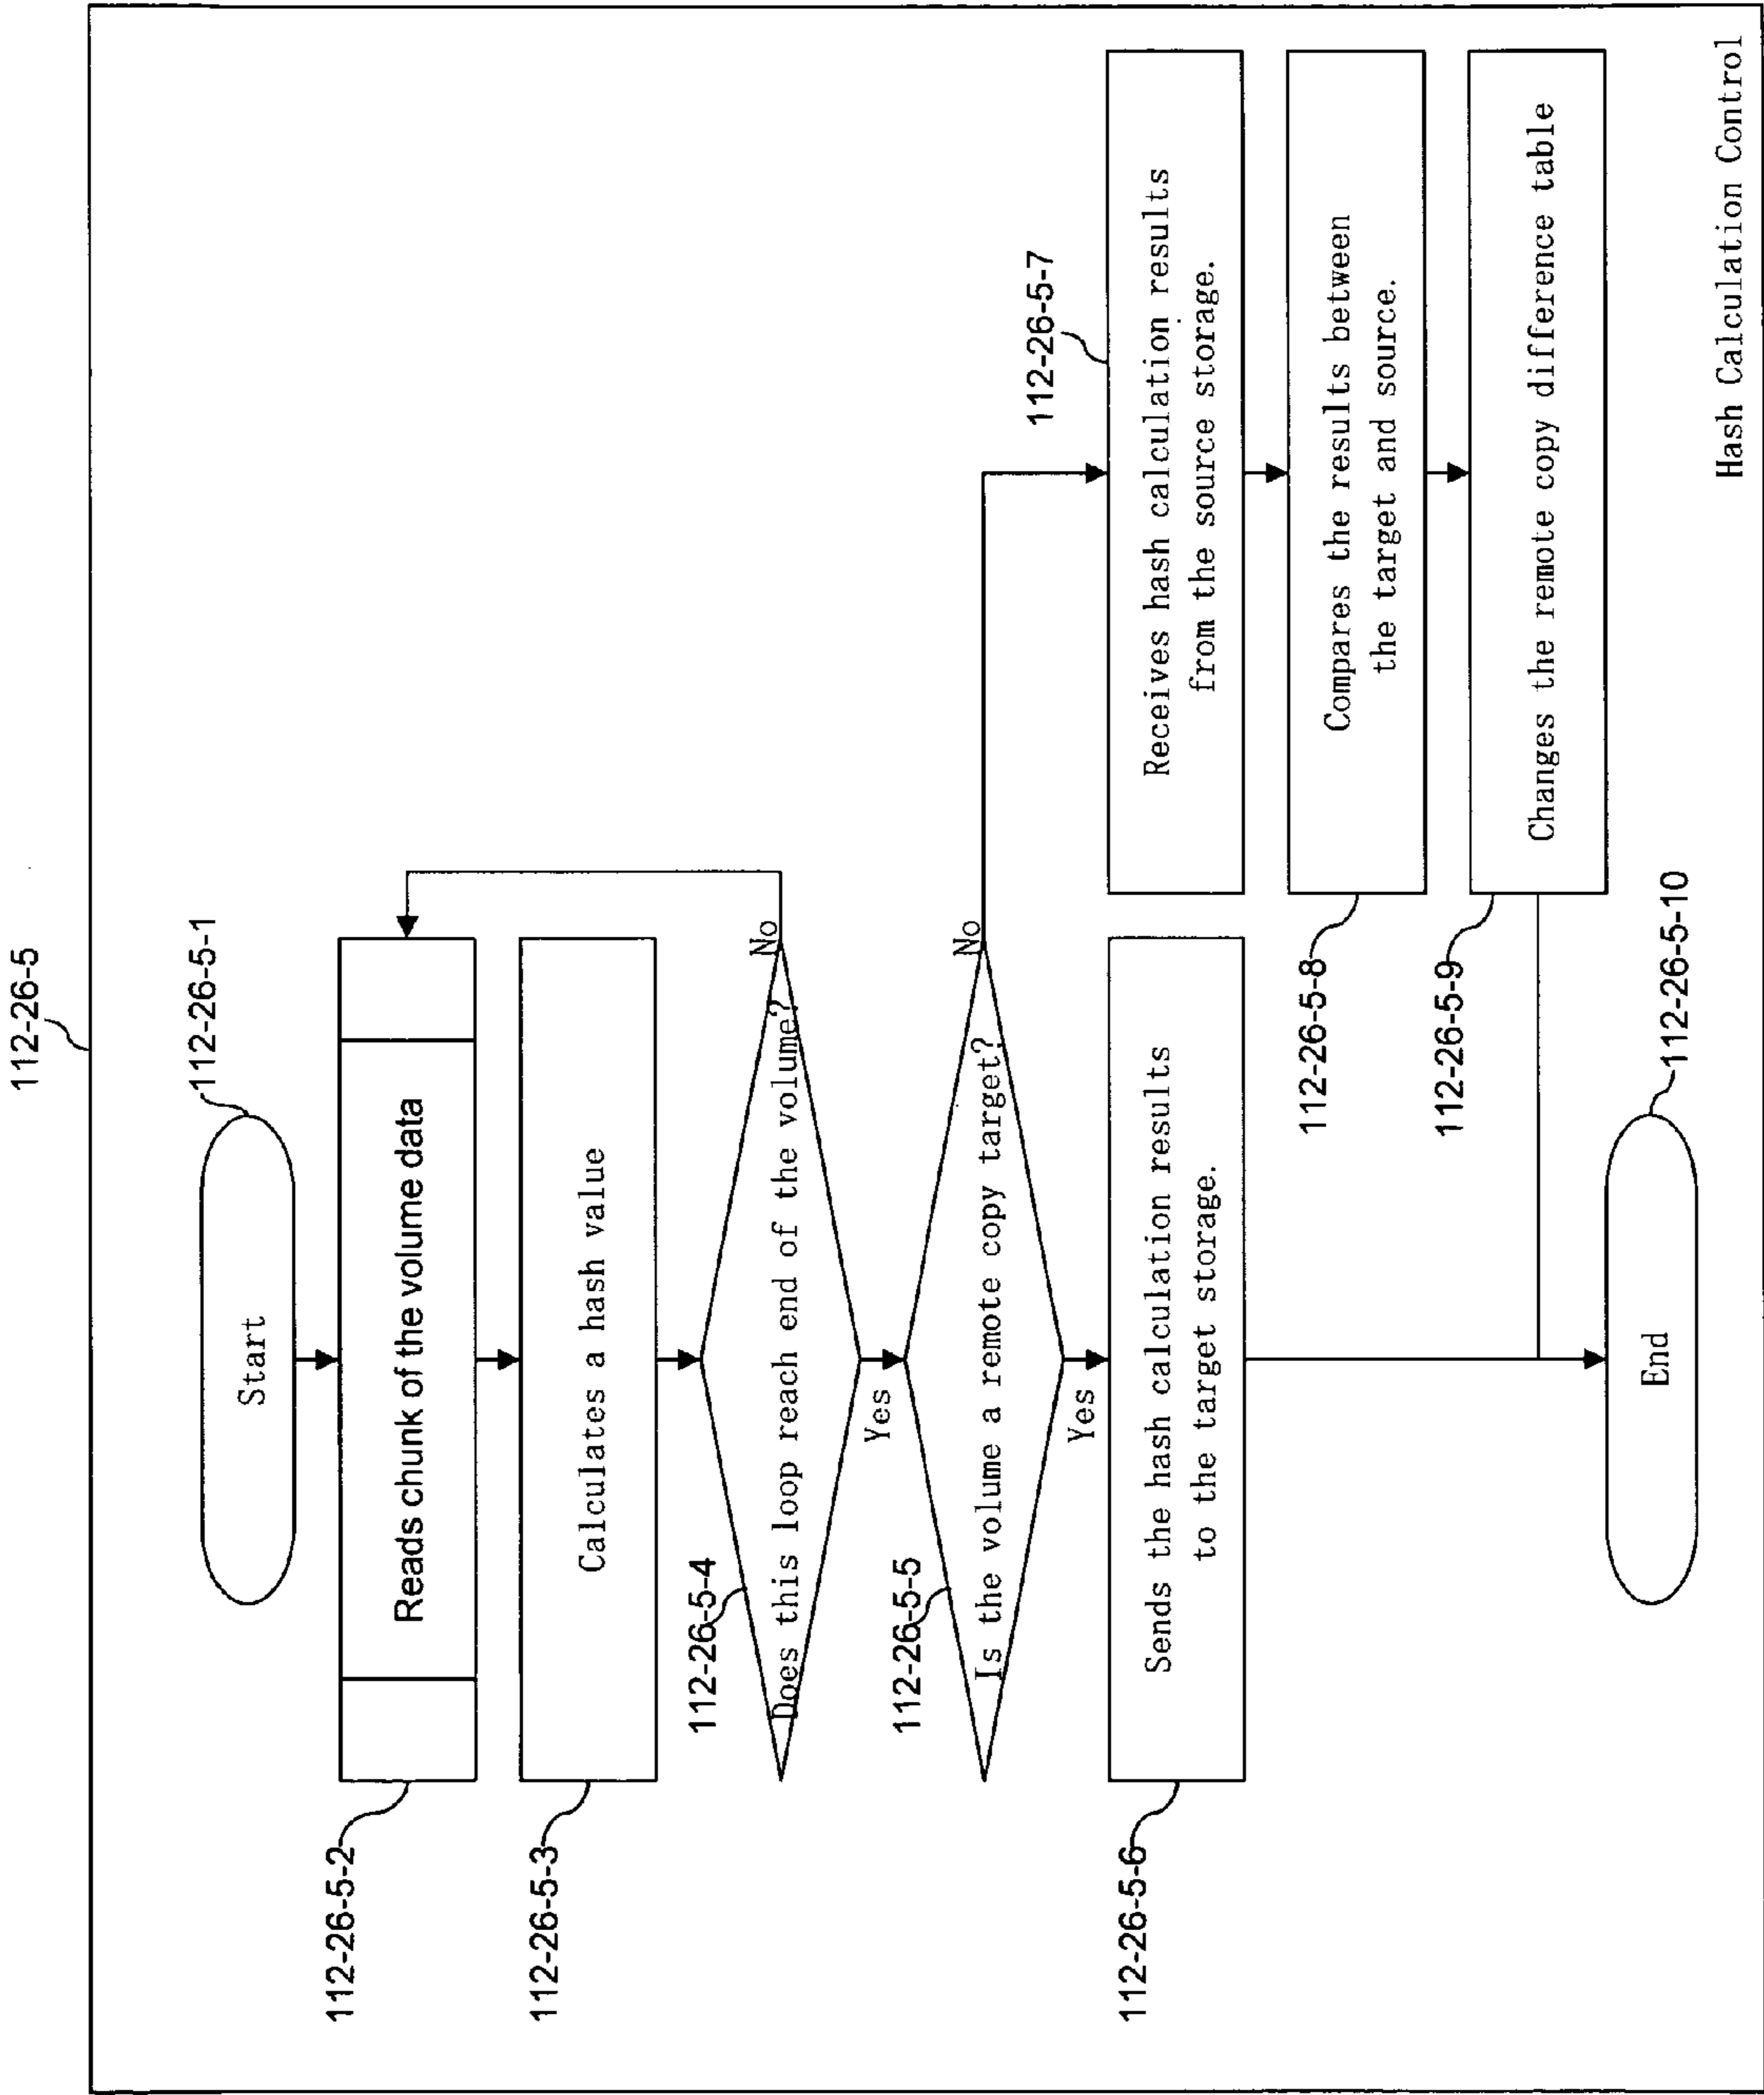 112-26-5
Start
112-26-5-1
112-26-5-2
Reads chunk of the volume data
112-26-5-3
Calculates a hash value
112-26-5-4
Does this loop reach end of the volume?
No
Yes
112-26-5-5
Is the volume a remote copy target?
No
Yes
112-26-5-6
Sends the hash calculation results
to the target storage.
112-26-5-7
Receives hash calculation results
from the source storage.
112-26-5-8
Compares the results between
the target and source.
112-26-5-9
Changes the remote copy difference table
End
112-26-5-10
Hash Calculation Control